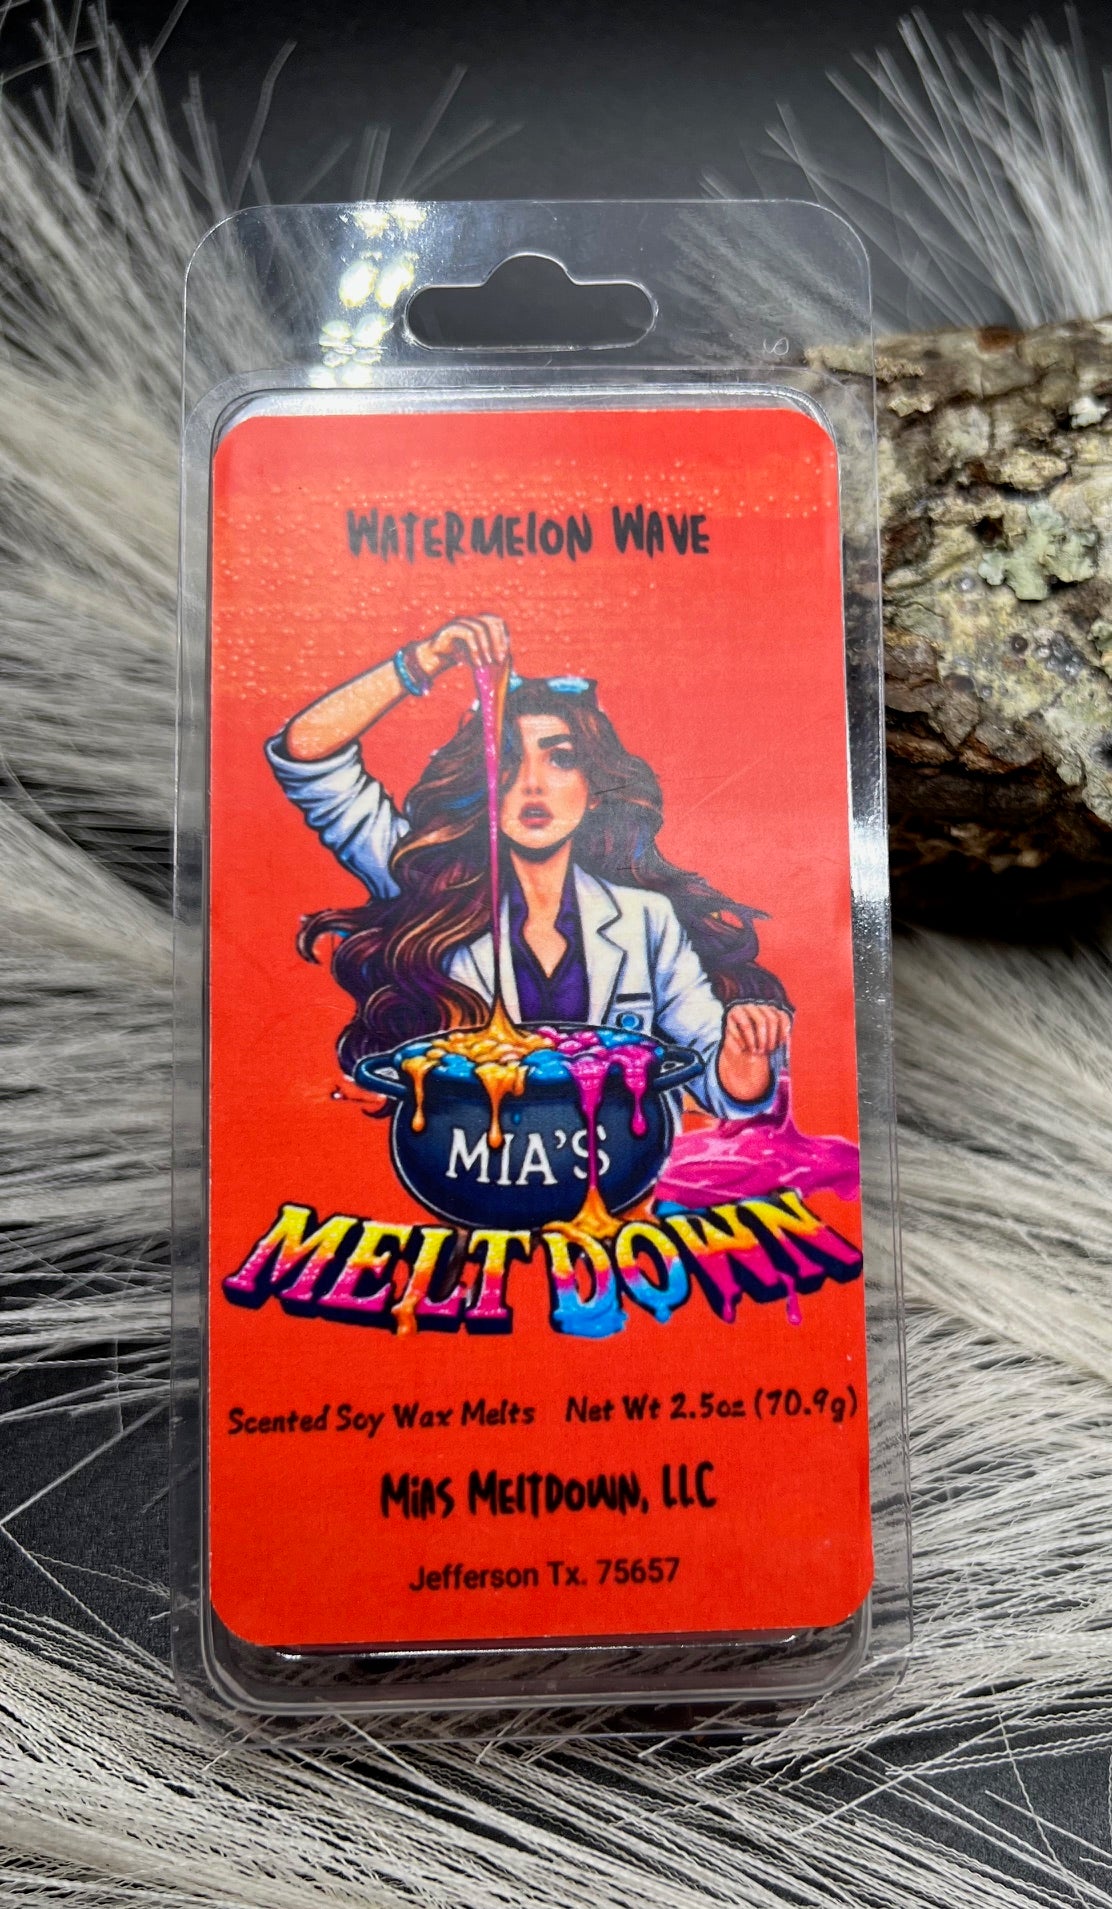 Watermelon Wave
MIA'S
MELTDOWN
Scented Soy Wax Melts Net Wt 2.5oz (70.9g)
Mias Meltdown, LLC
Jefferson Tx. 75657